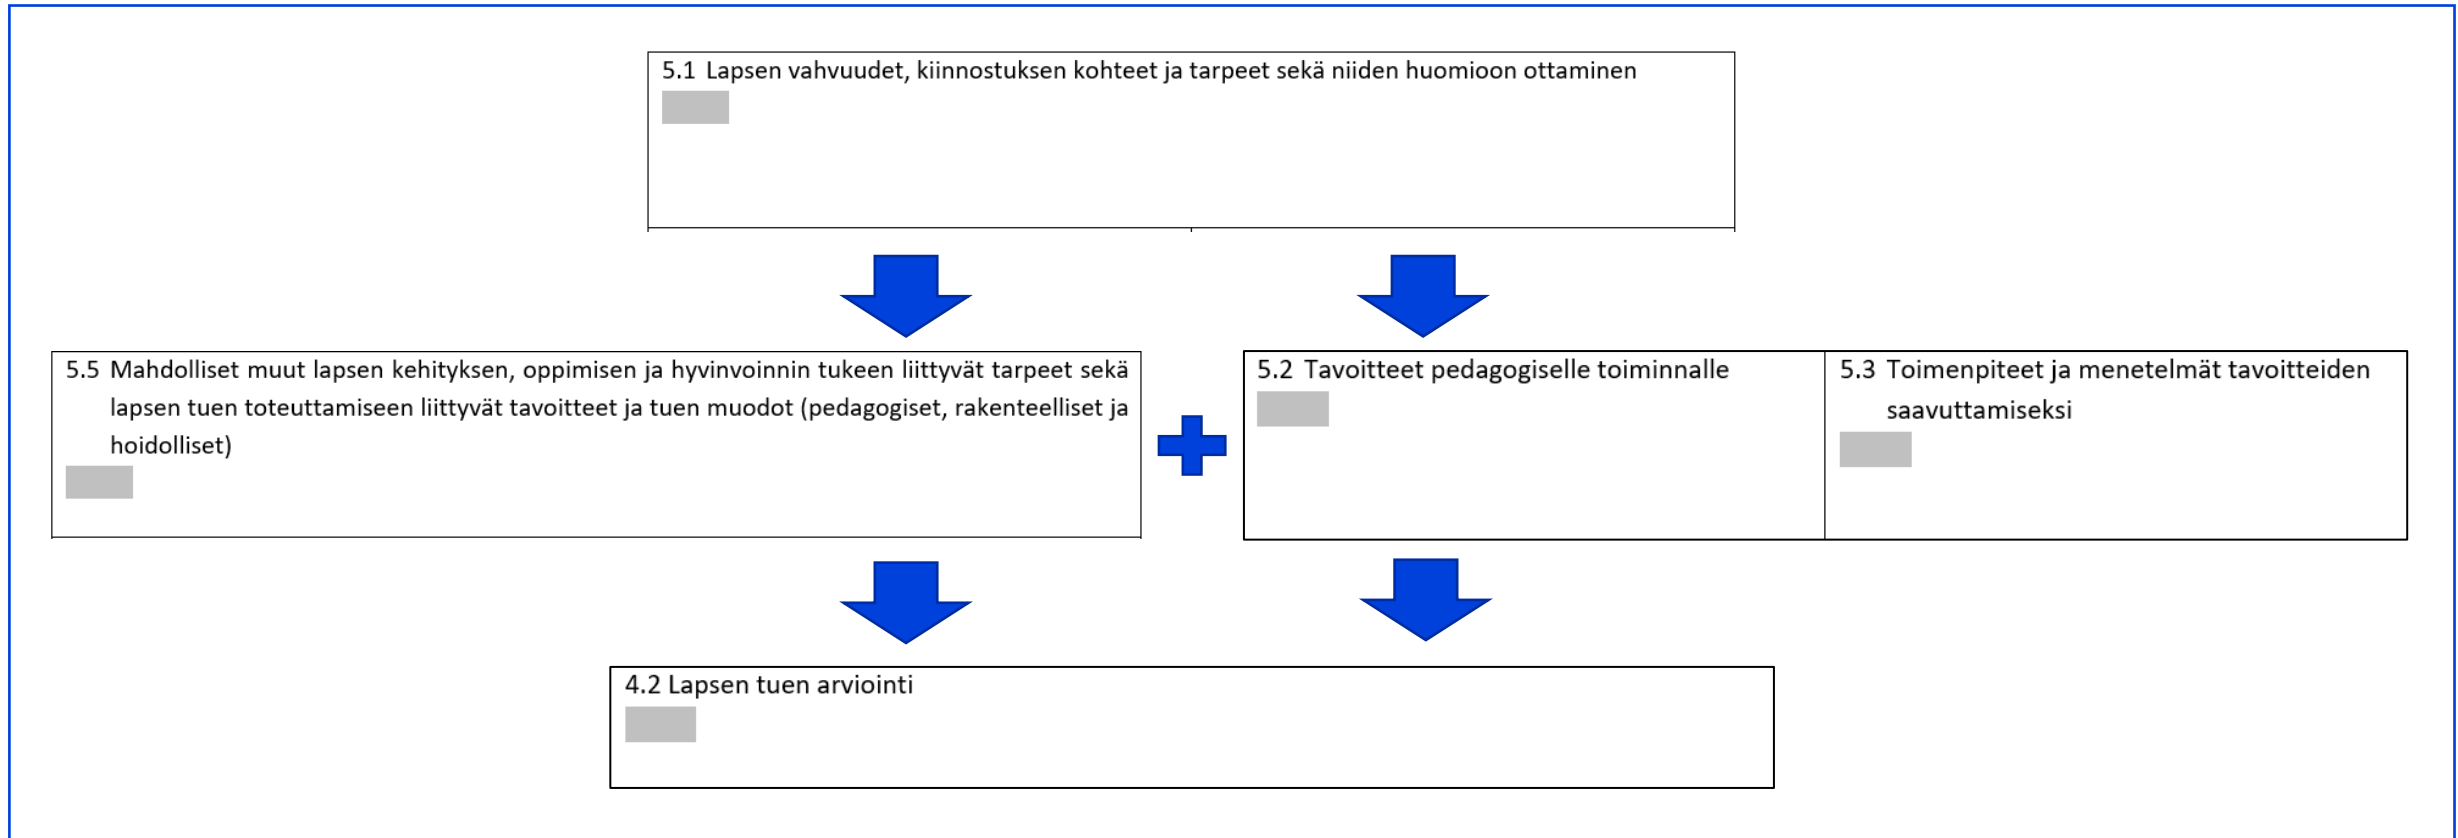 5.1 Lapsen vahvuudet, kiinnostuksen kohteet ja tarpeet sekä niiden huomioon ottaminen
5.5 Mahdolliset muut lapsen kehityksen, oppimisen ja hyvinvoinnin tukeen liittyvät tarpeet sekä
lapsen tuen toteuttamiseen liittyvät tavoitteet ja tuen muodot (pedagogiset, rakenteelliset ja
hoidolliset)
5.2 Tavoitteet pedagogiselle toiminnalle
5.3 Toimenpiteet ja menetelmät tavoitteiden
saavuttamiseksi
4.2 Lapsen tuen arviointi